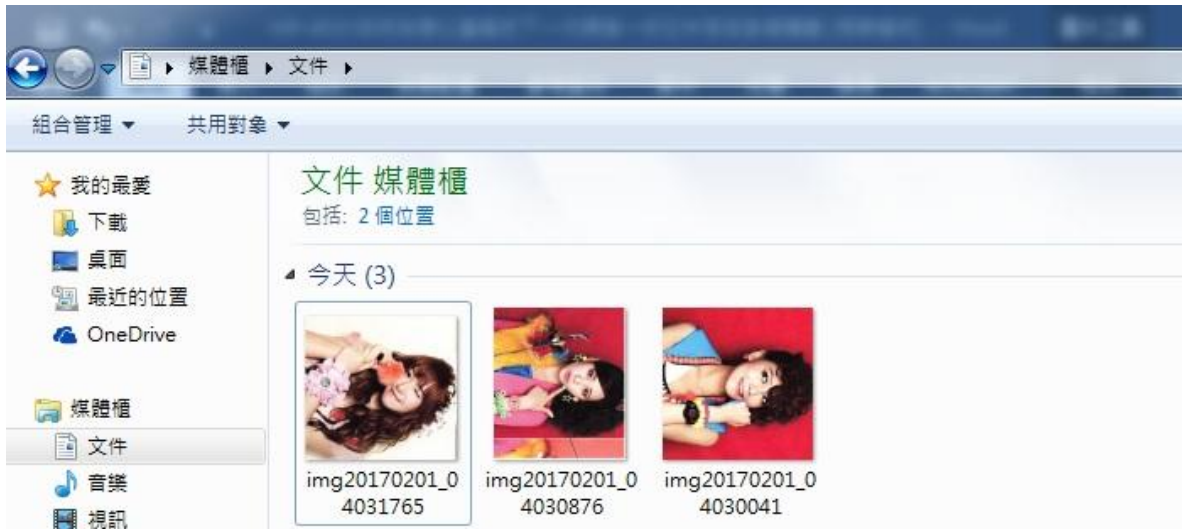 媒體櫃 文件
組合管理 共用對象
我的最愛
下載
桌面
最近的位置
OneDrive
媒體櫃
文件
音樂
視訊
文件 媒體櫃
包括: 2 個位置
今天 (3)
img20170201_0
4031765
img20170201_0
4030876
img20170201_0
4030041